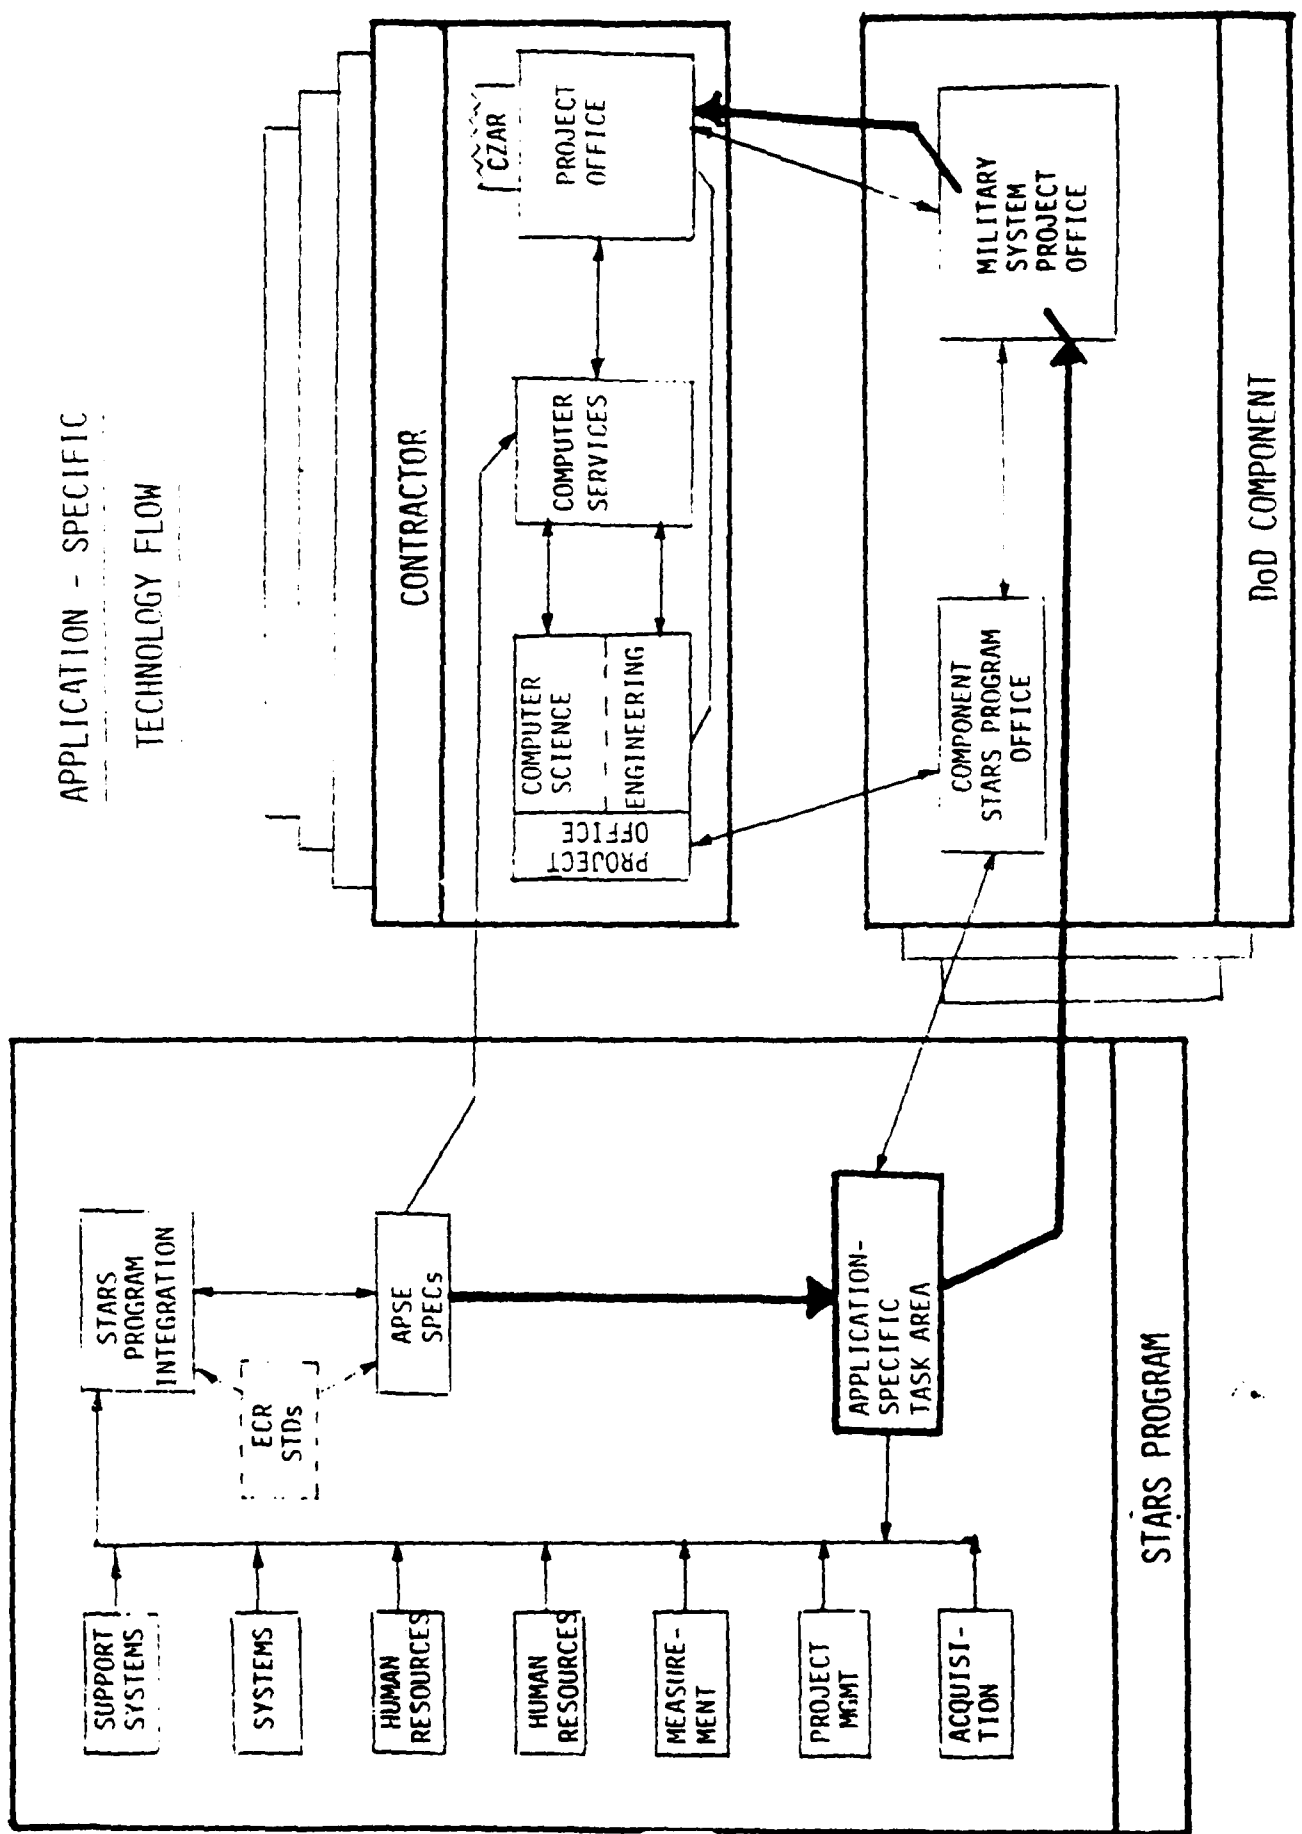 APPLICATION - SPECIFIC
TECHNOLOGY FLOW
SUPPORT
SYSTEMS
SYSTEMS
HUMAN
RESOURCES
HUMAN
RESOURCES
MEASURE-
MENT
PROJECT
MGMT
ACQUISI-
TION
STARS
PROGRAM
INTEGRATION
ECR
STDs
APSE
SPECs
APPLICATION-
SPECIFIC
TASK AREA
STARS PROGRAM
CONTRACTOR
PROJECT
OFFICE
COMPUTER
SCIENCE
ENGINEERING
COMPUTER
SERVICES
CZAR
PROJECT
OFFICE
COMPONENT
STARS PROGRAM
OFFICE
MILITARY
SYSTEM
PROJECT
OFFICE
DoD COMPONENT